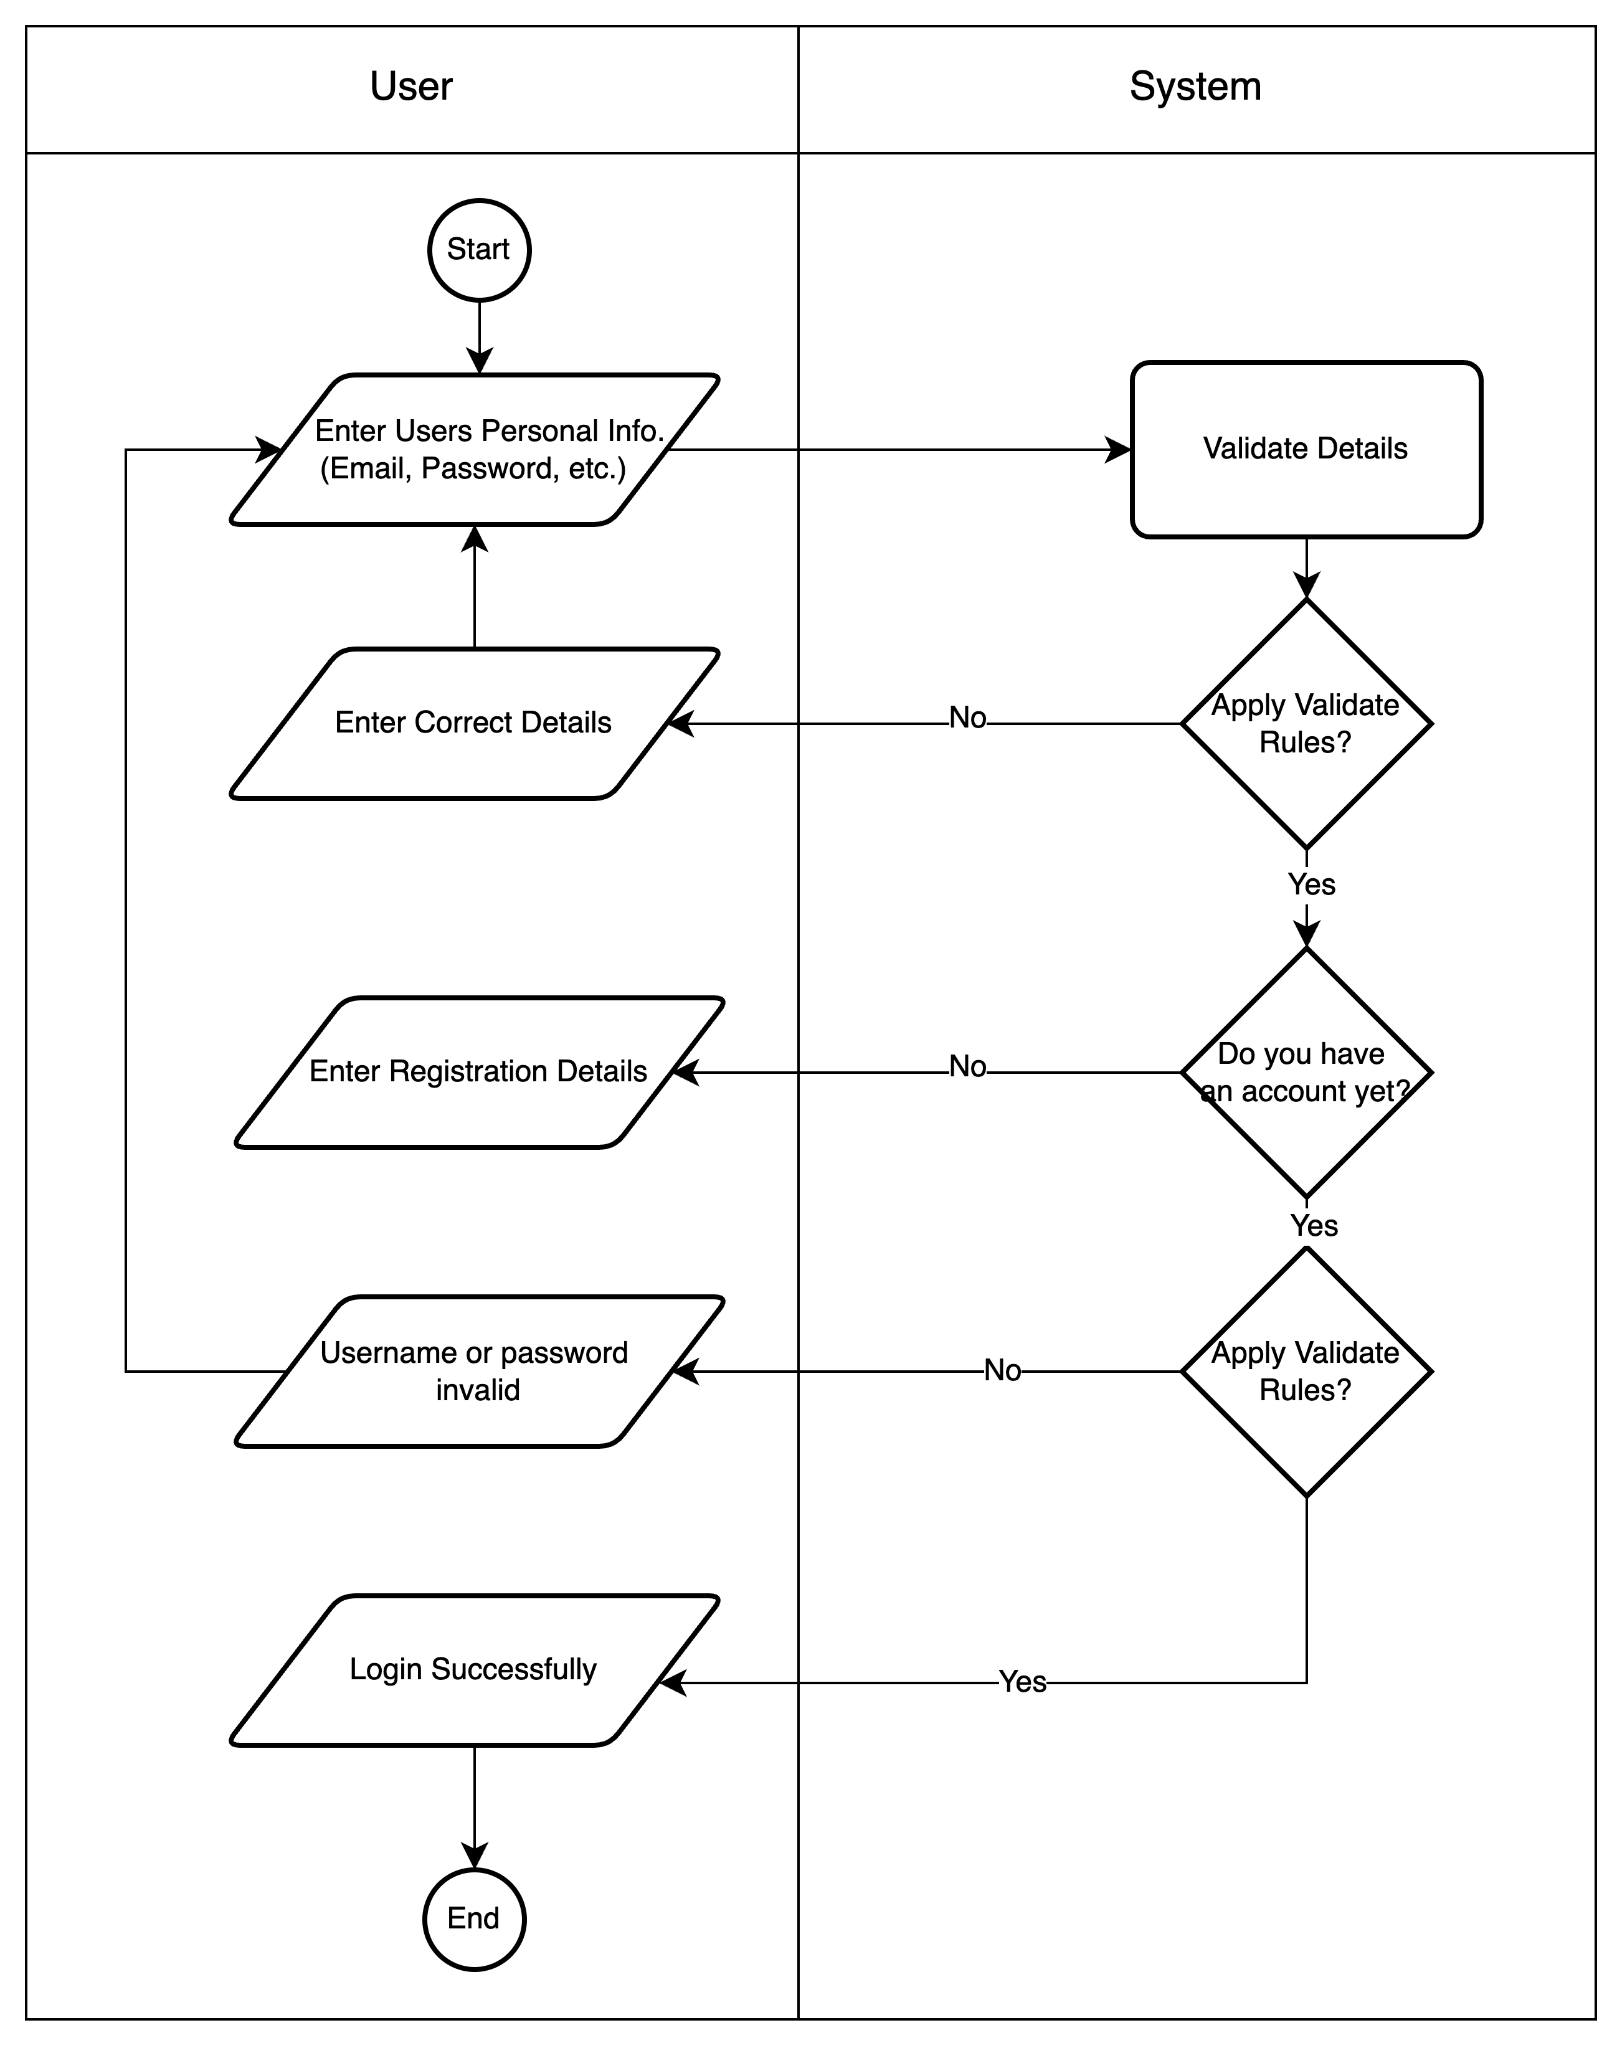 User
System
Start
Enter Users Personal Info.
(Email, Password, etc.)
Validate Details
Enter Correct Details
No
Apply Validate
Rules?
Yes
Enter Registration Details
No
Do you have
an account yet?
Yes
Username or password
invalid
No
Apply Validate
Rules?
Login Successfully
Yes
End